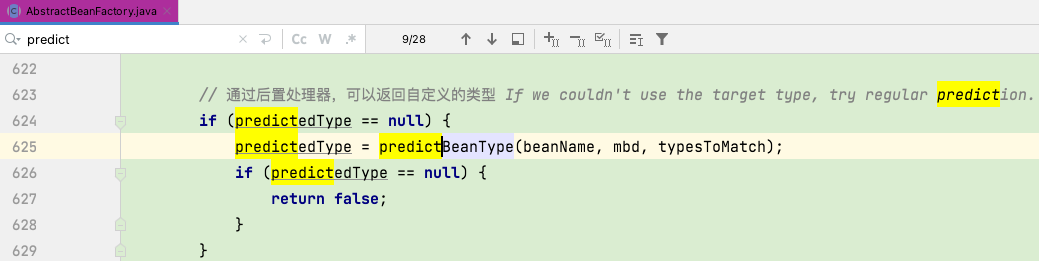 AbstractBeanFactory.java
predict
Cc W .* 9/28
622
623 // 通过后置处理器，可以返回自定义的类型 If we couldn't use the target type, try regular prediction.
624 if (predictedType == null) {
625 predictedType = predictBeanType(beanName, mbd, typesToMatch);
626 if (predictedType == null) {
627 return false;
628 }
629 }